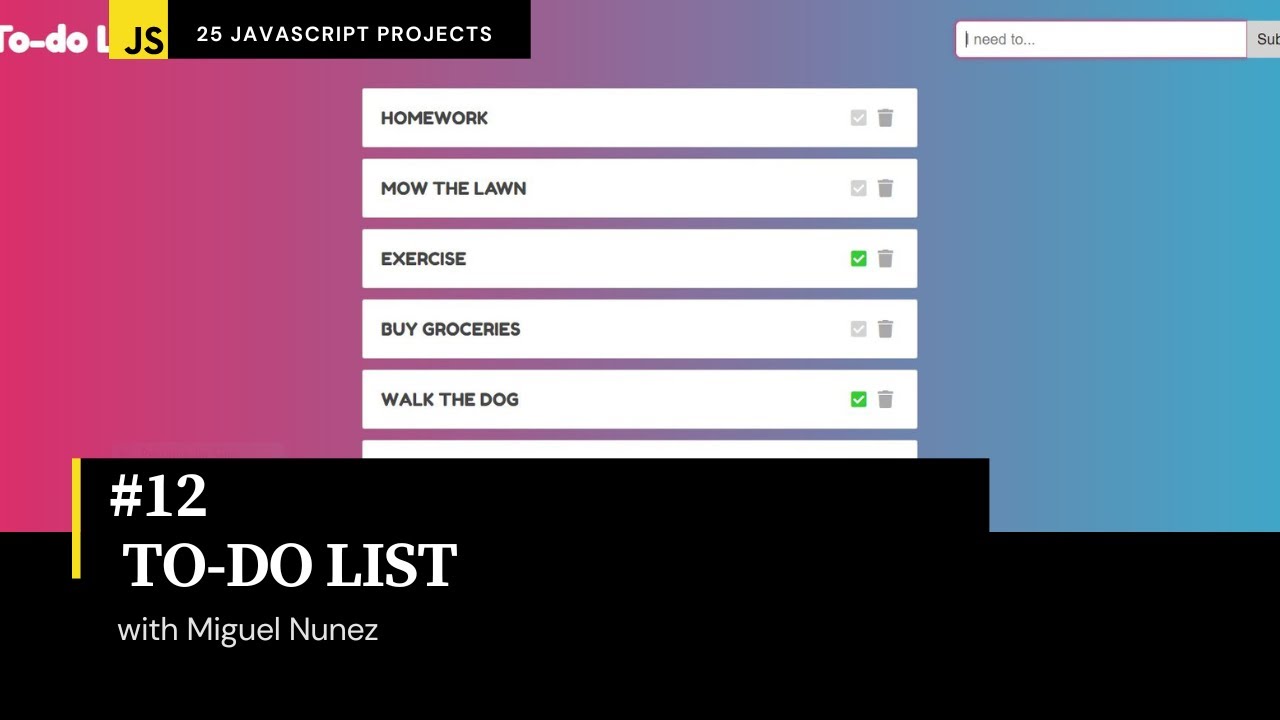 To-do L
JS
25 JAVASCRIPT PROJECTS
I need to...
Sub
HOMEWORK
MOW THE LAWN
EXERCISE
BUY GROCERIES
WALK THE DOG
#12
TO-DO LIST
with Miguel Nunez